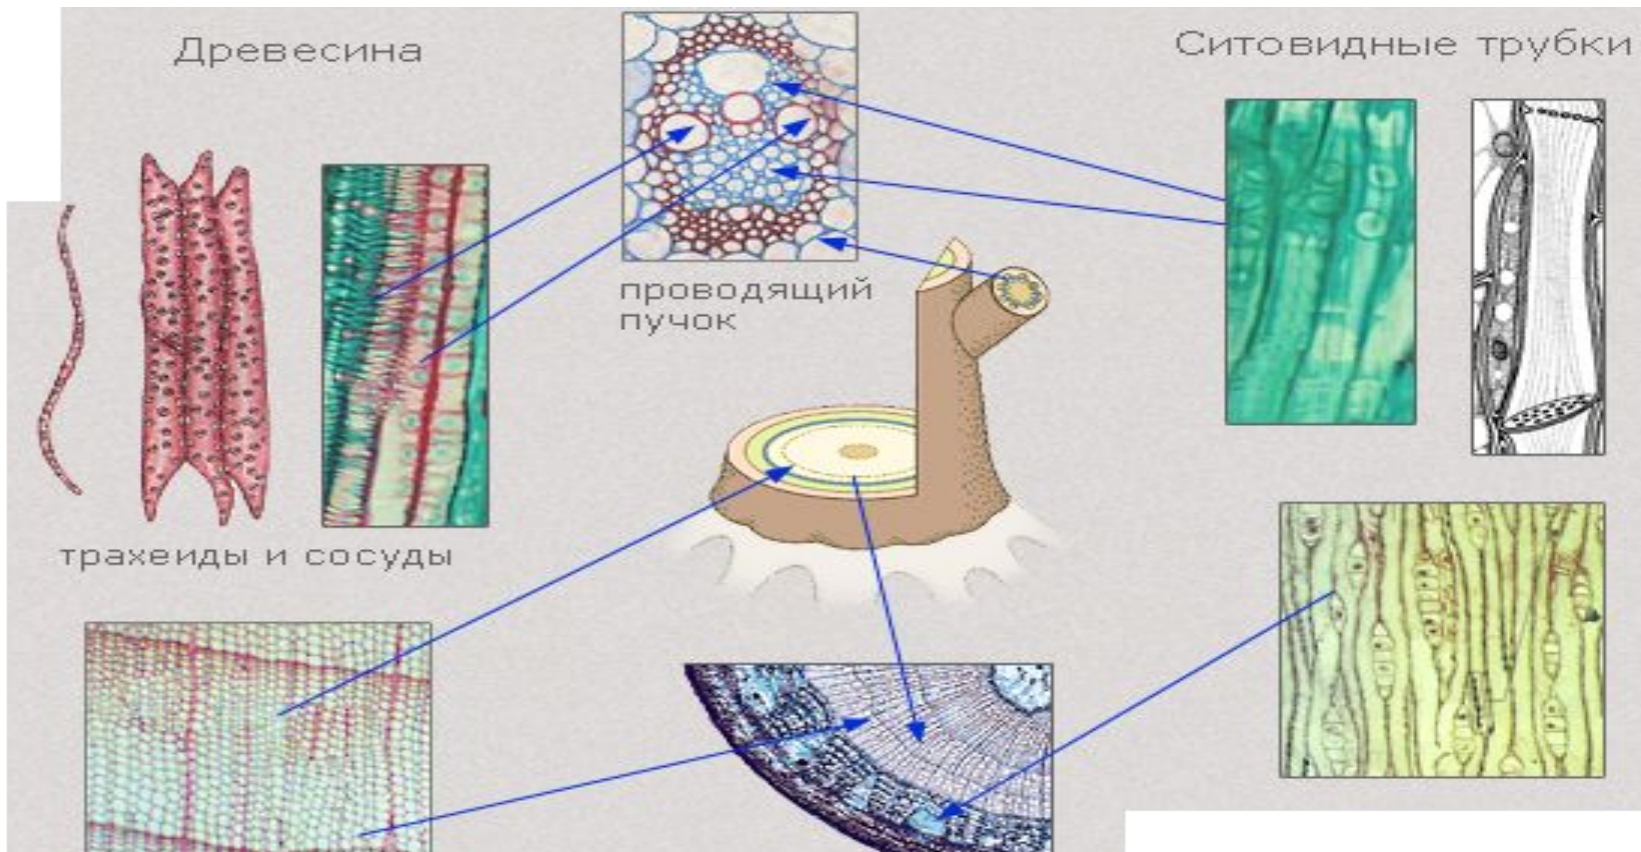 Древесина
Ситовидные трубки
проводящий
пучок
трахеиды и сосуды